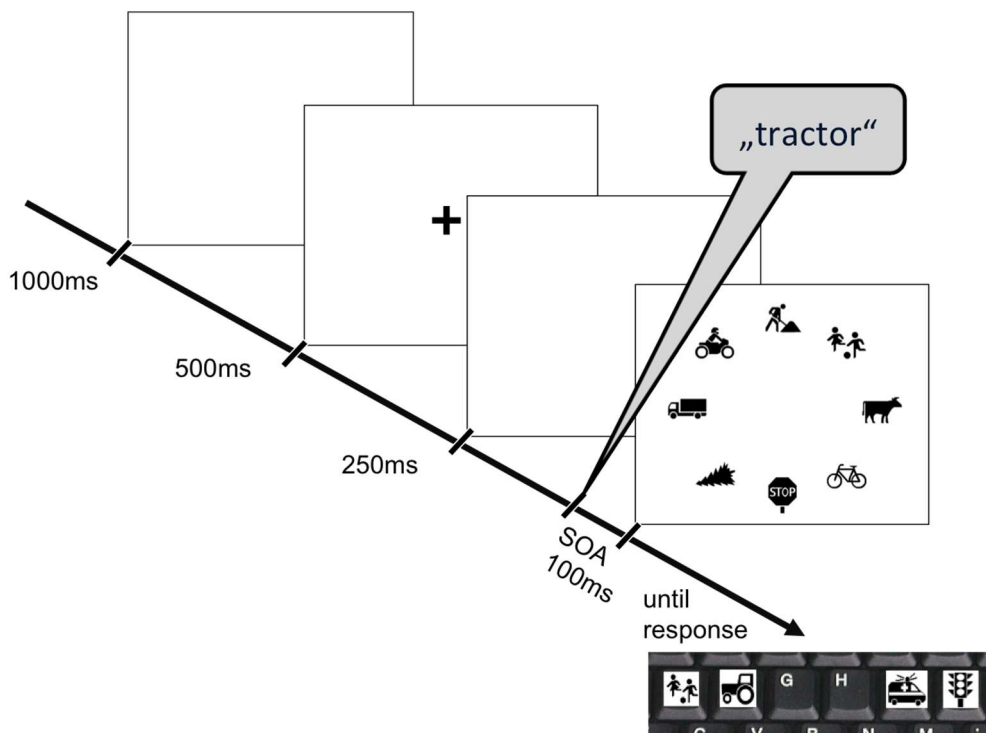 „tractor“
+
1000ms
500ms
250ms
SOA
100ms
STOP
until
response
G H
C V B N M